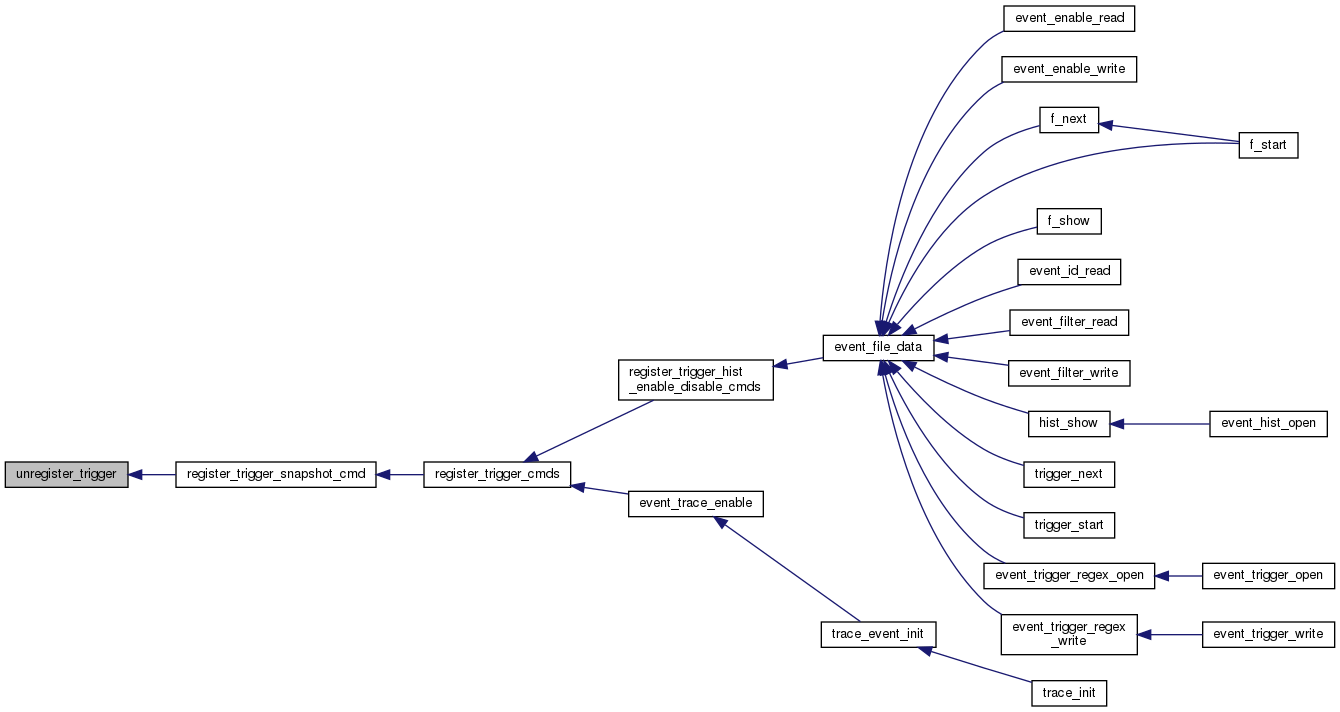 event_enable_read
event_enable_write
f_next
f_start
f_show
event_id_read
event_filter_read
event_file_data
register_trigger_hist
_enable_disable_cmds
event_filter_write
hist_show
event_hist_open
unregister_trigger
register_trigger_snapshot_cmd
register_trigger_cmds
trigger_next
event_trace_enable
trigger_start
event_trigger_regex_open
event_trigger_open
trace_event_init
event_trigger_regex
_write
event_trigger_write
trace_init